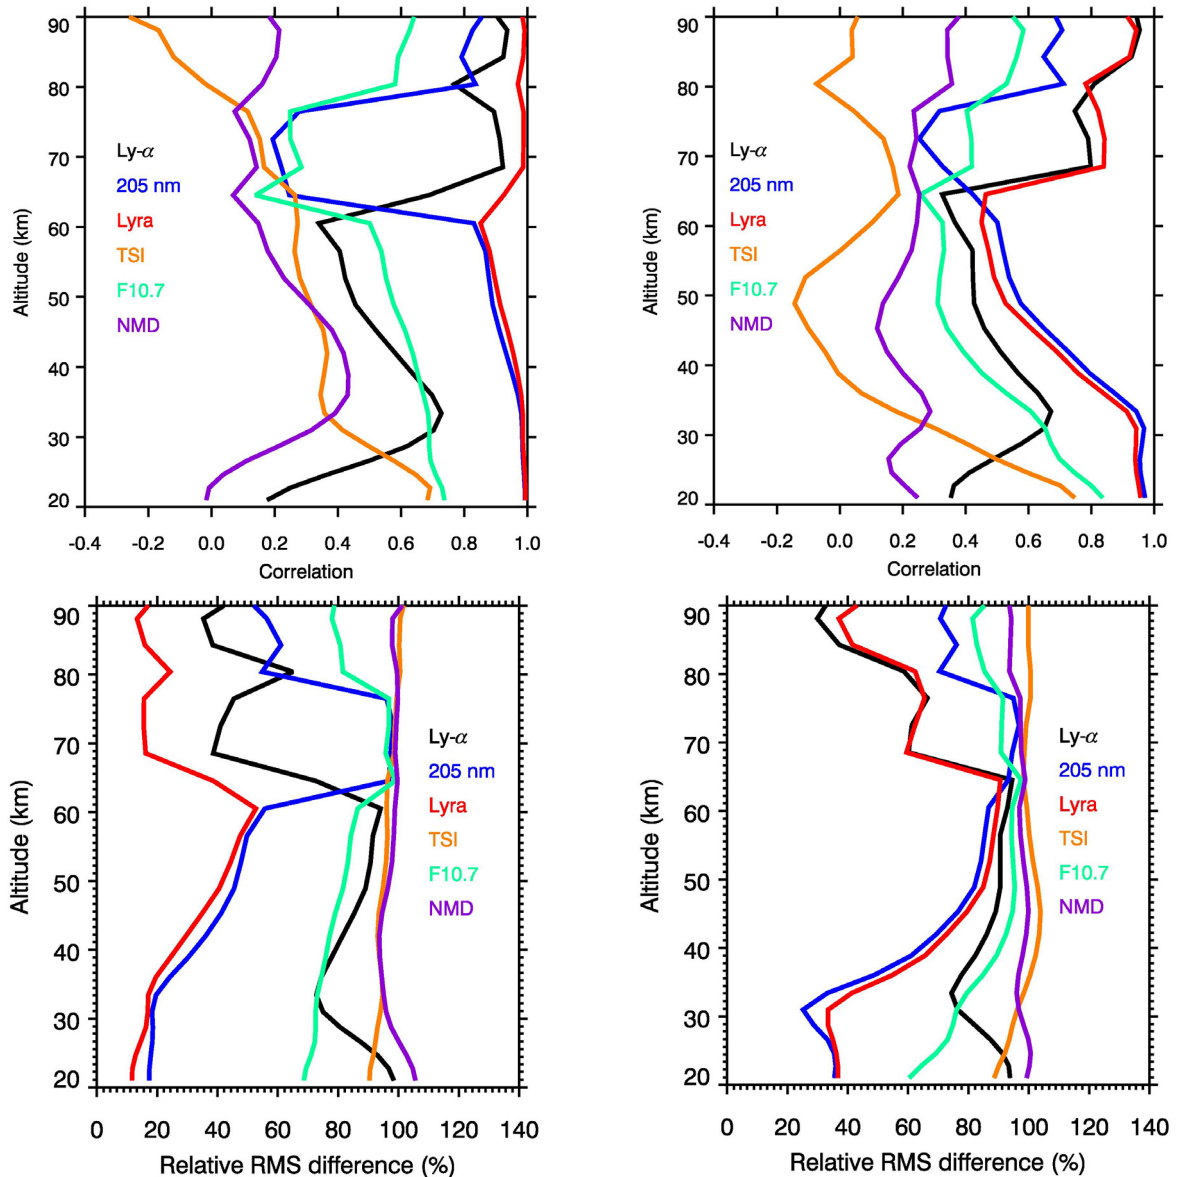 90
80
70
60
50
40
30
20
Altitude (km)
Ly-α
205 nm
Lyra
TSI
F10.7
NMD
-0.4 -0.2 0.0 0.2 0.4 0.6 0.8 1.0
Correlation
90
80
70
60
50
40
30
20
Altitude (km)
Ly-α
205 nm
Lyra
TSI
F10.7
NMD
-0.4 -0.2 0.0 0.2 0.4 0.6 0.8 1.0
Correlation
90
80
70
60
50
40
30
20
Altitude (km)
Ly-α
205 nm
Lyra
TSI
F10.7
NMD
0 20 40 60 80 100 120 140
Relative RMS difference (%)
90
80
70
60
50
40
30
20
Altitude (km)
Ly-α
205 nm
Lyra
TSI
F10.7
NMD
0 20 40 60 80 100 120 140
Relative RMS difference (%)